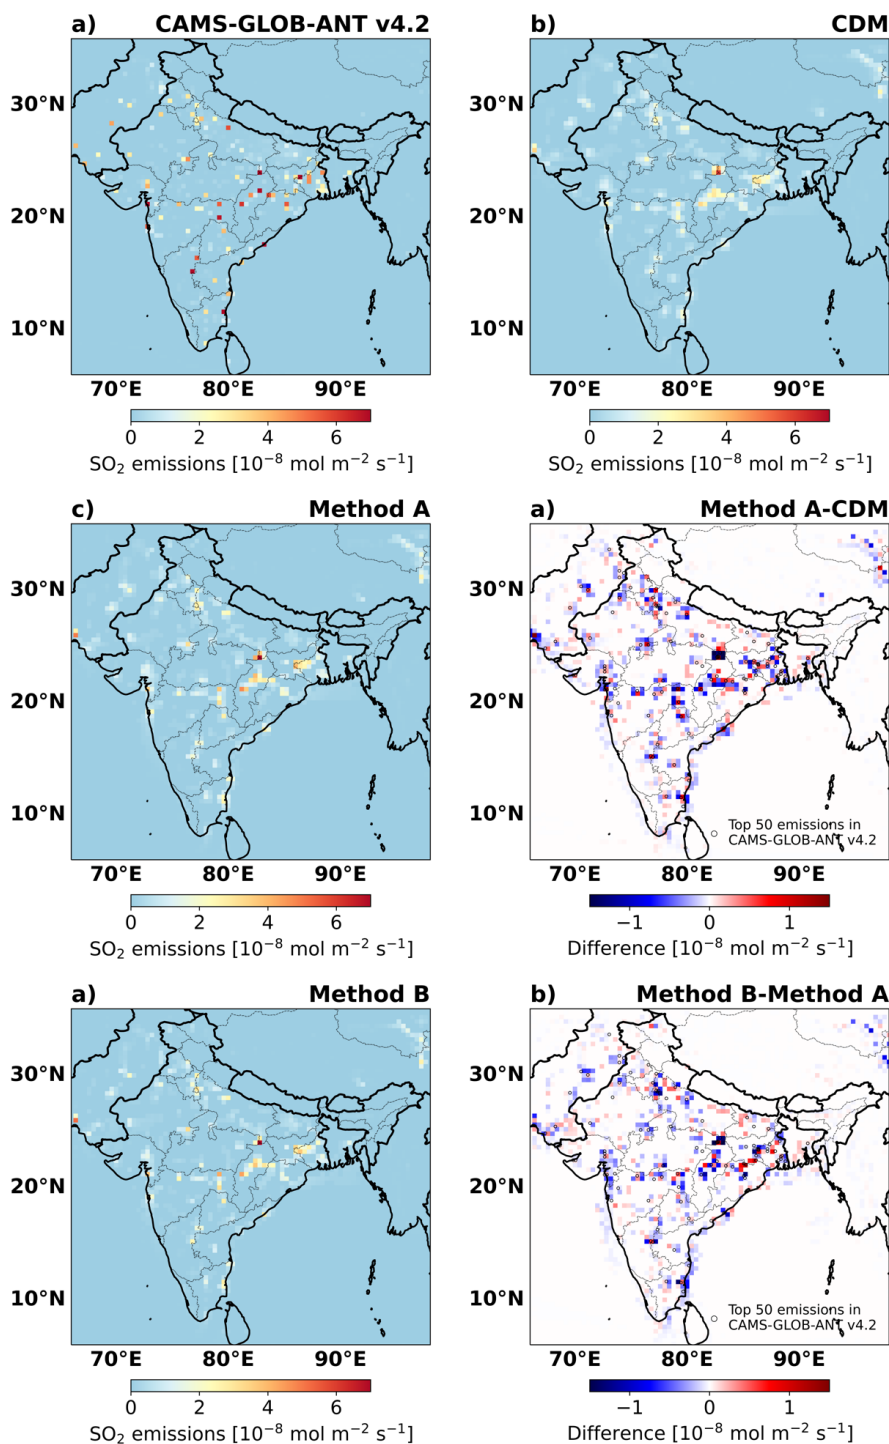 a) CAMS-GLOB-ANT v4.2
b) CDM
30°N
20°N
10°N
30°N
20°N
10°N
70°E 80°E 90°E
70°E 80°E 90°E
0 2 4 6
0 2 4 6
SO₂ emissions [10⁻⁸ mol m⁻² s⁻¹]
SO₂ emissions [10⁻⁸ mol m⁻² s⁻¹]
c) Method A
a) Method A-CDM
30°N
20°N
10°N
30°N
20°N
10°N
Top 50 emissions in
CAMS-GLOB-ANT v4.2
70°E 80°E 90°E
70°E 80°E 90°E
0 2 4 6
−1 0 1
SO₂ emissions [10⁻⁸ mol m⁻² s⁻¹]
Difference [10⁻⁸ mol m⁻² s⁻¹]
a) Method B
b) Method B-Method A
30°N
20°N
10°N
30°N
20°N
10°N
Top 50 emissions in
CAMS-GLOB-ANT v4.2
70°E 80°E 90°E
70°E 80°E 90°E
0 2 4 6
−1 0 1
SO₂ emissions [10⁻⁸ mol m⁻² s⁻¹]
Difference [10⁻⁸ mol m⁻² s⁻¹]